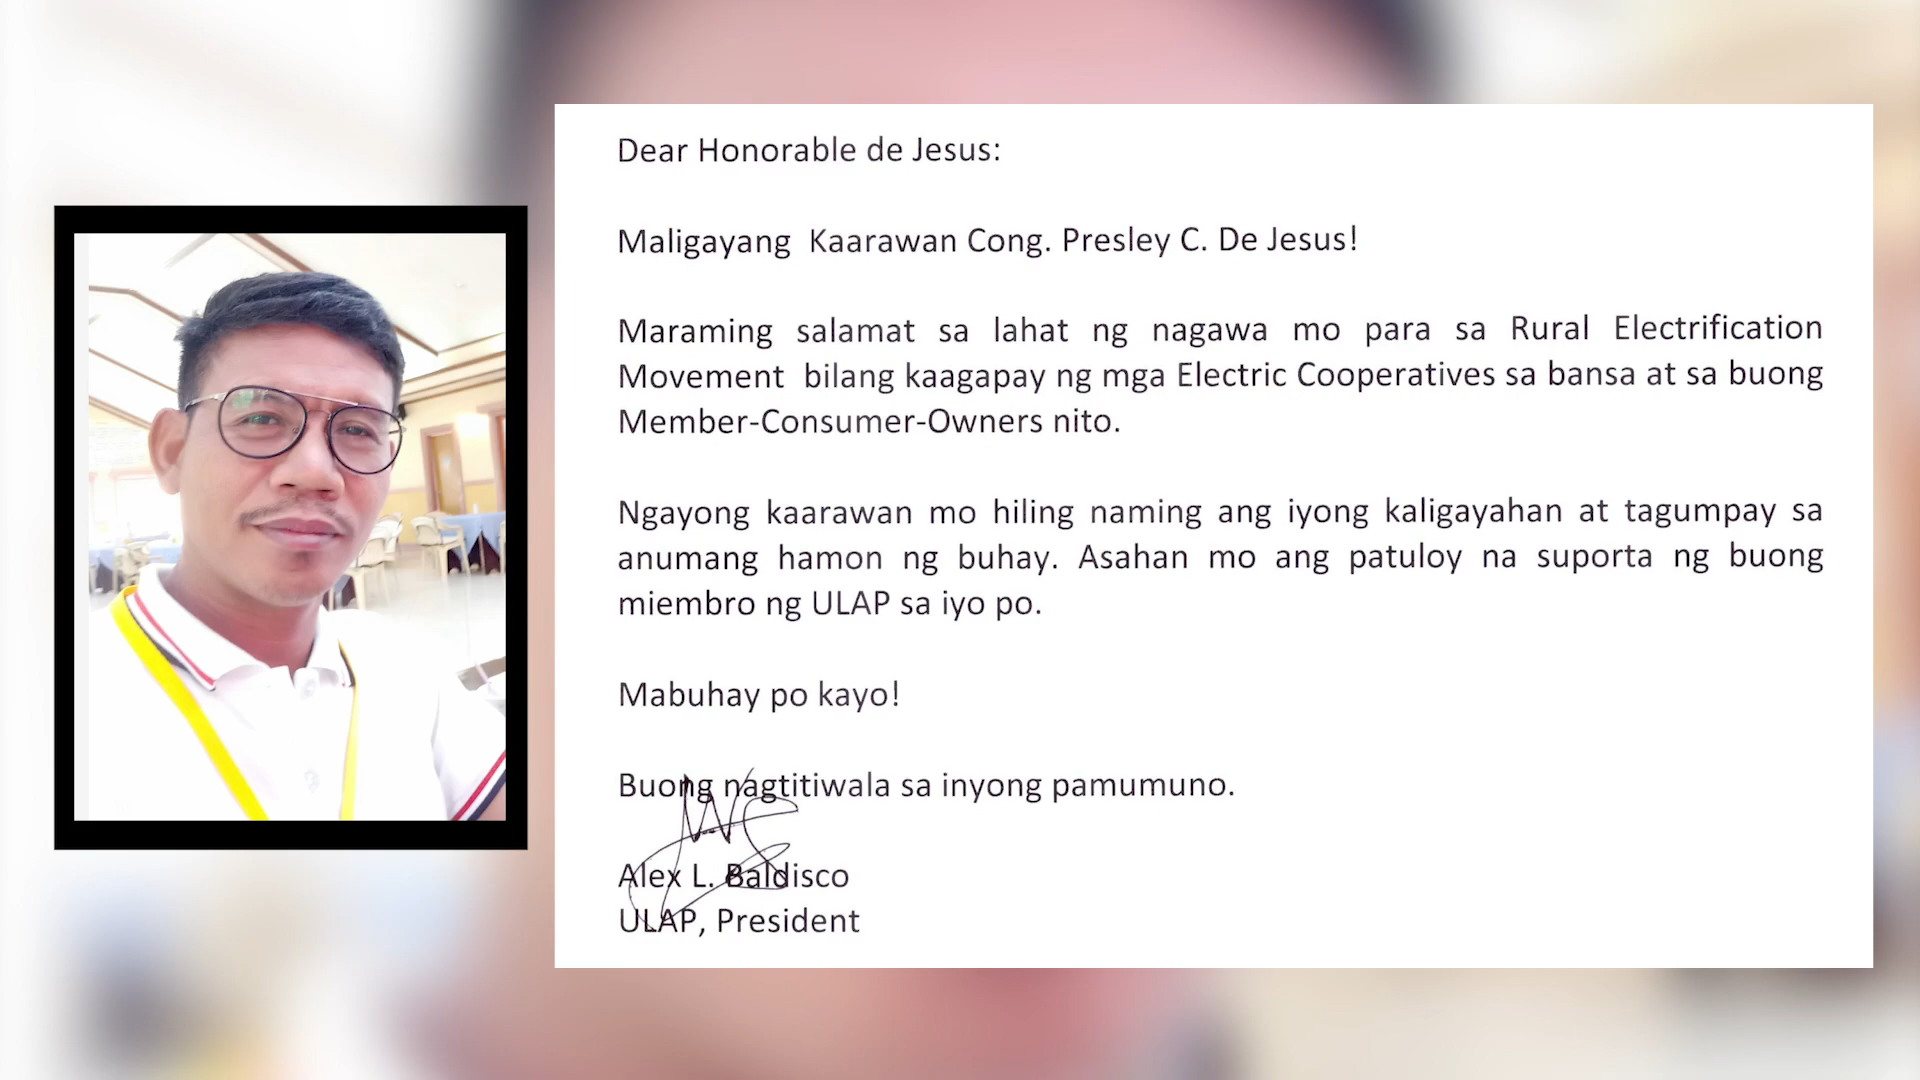 Dear Honorable de Jesus:
Maligayang Kaarawan Cong. Presley C. De Jesus!
Maraming salamat sa lahat ng nagawa mo para sa Rural Electrification
Movement bilang kaagapay ng mga Electric Cooperatives sa bansa at sa buong
Member-Consumer-Owners nito.
Ngayong kaarawan mo hiling naming ang iyong kaligayahan at tagumpay sa
anumang hamon ng buhay. Asahan mo ang patuloy na suporta ng buong
miembro ng ULAP sa iyo po.
Mabuhay po kayo!
Buong nagtitiwala sa inyong pamumuno.
Alex L. Baldisco
ULAP, President